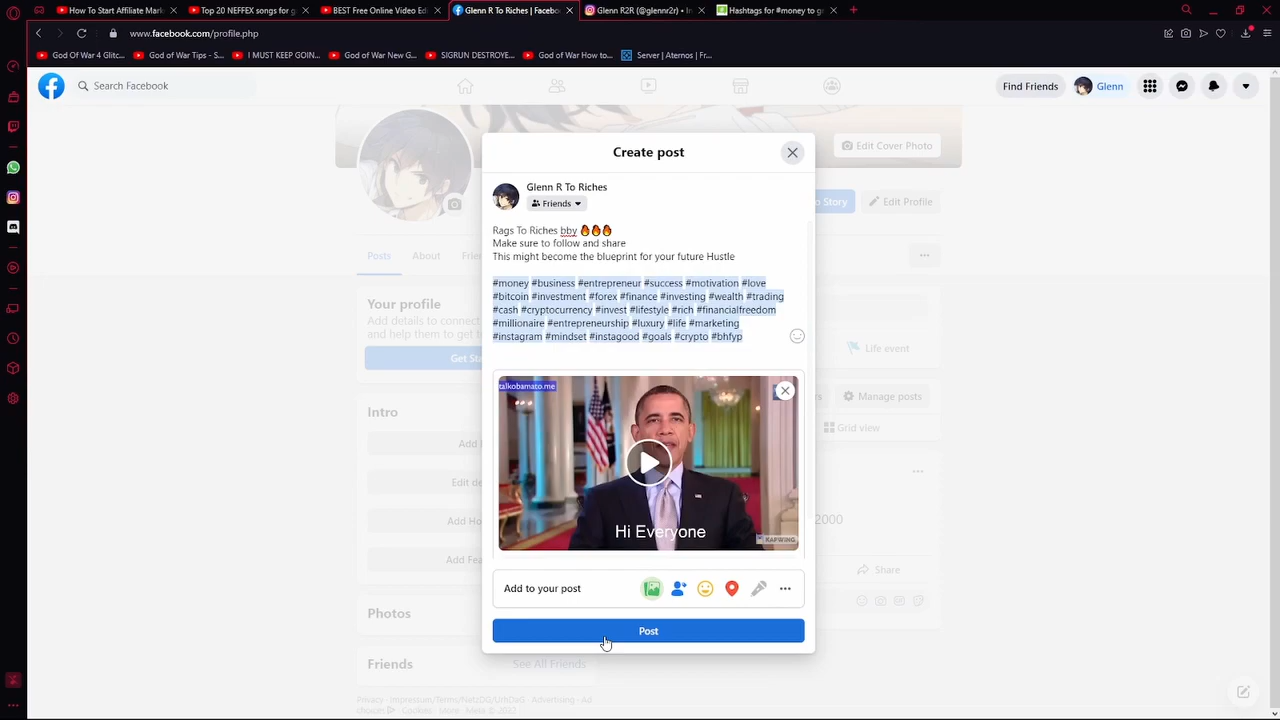 How To Start Affiliate Mark
Top 20 NEFFEX songs for g
BEST Free Online Video Edi
Glenn R To Riches | Facebo
Glenn R2R (@glennr2r) • In
Hashtags for #money to g
www.facebook.com/profile.php
God Of War 4 Glitc...
God of War Tips - S...
I MUST KEEP GOIN...
God of War New G...
SIGRUN DESTROYE...
God Of War How to...
Server | Aternos | Fr...
Search Facebook
Find Friends
Glenn
Edit Cover Photo
Create post
Glenn R To Riches
Friends
Story
Edit Profile
Rags To Riches bby 🔥🔥🔥
Make sure to follow and share
This might become the blueprint for your future Hustle
Posts
About
#money #business #entrepreneur #success #motivation #love
#bitcoin #investment #forex #finance #investing #wealth #trading
#cash #cryptocurrency #invest #lifestyle #rich #financialfreedom
#millionaire #entrepreneurship #luxury #life #marketing
#instagram #mindset #instagood #goals #crypto #bhfyp
Your profile
Add details to connect
and help them to get t
Get Sta
Life event
Manage posts
Grid view
talkobamato.me
Hi Everyone
KAPWING
Intro
Add
Edit de
Add Ho
Add Fea
2000
Share
Add to your post
Post
Photos
Friends
See All Friends
Privacy · Impressum/Terms/NetzDG/UrhDaG · Advertising · Ad
choices · Cookies · More · Meta © 2022